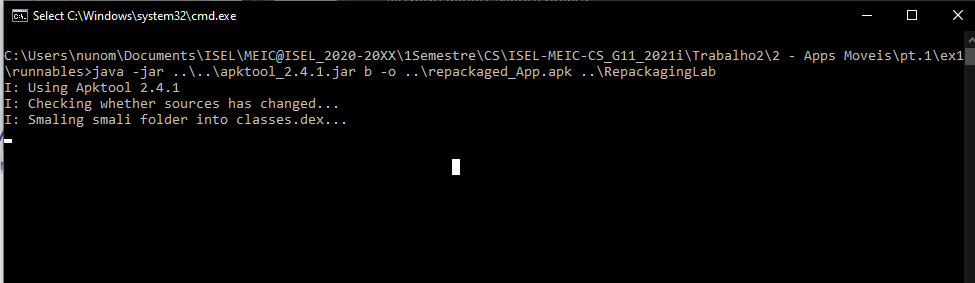 Select C:\Windows\system32\cmd.exe
C:\Users\nunom\Documents\ISEL\MEIC@ISEL_2020-20XX\1Semestre\CS\ISEL-MEIC-CS_G11_2021i\Trabalho2\2 - Apps Moveis\pt.1\ex1
\runnables>java -jar ..\..\apktool_2.4.1.jar b -o ..\repackaged_App.apk ..\RepackagingLab
I: Using Apktool 2.4.1
I: Checking whether sources has changed...
I: Smaling smali folder into classes.dex...